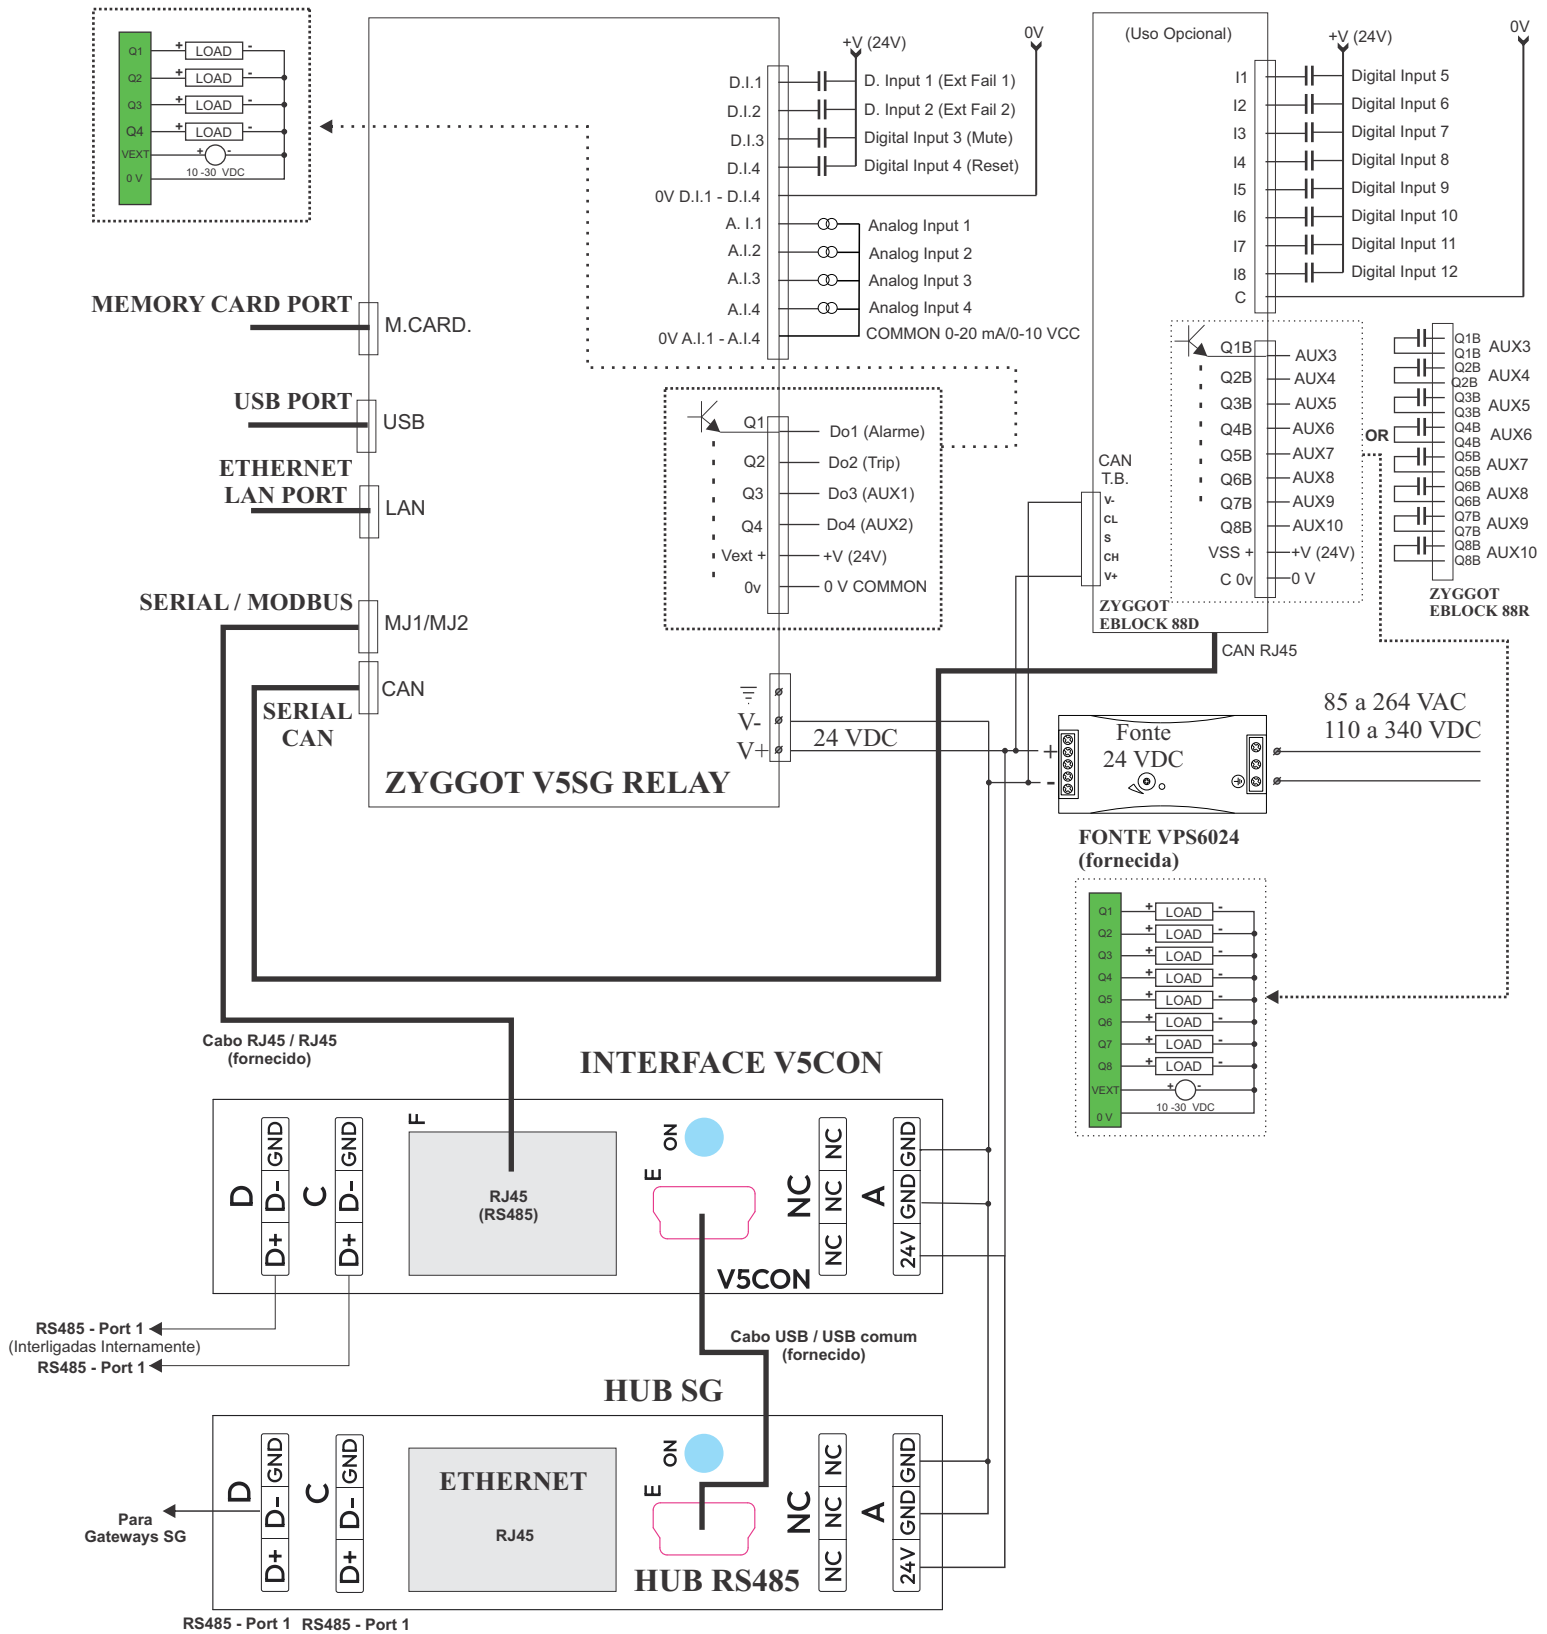 Q1 + LOAD -
Q2 + LOAD -
Q3 + LOAD -
Q4 + LOAD -
VEXT + -
10 -30 VDC
0 V
+V (24V)
0V
D.I.1 D. Input 1 (Ext Fail 1)
D.I.2 D. Input 2 (Ext Fail 2)
D.I.3 Digital Input 3 (Mute)
D.I.4 Digital Input 4 (Reset)
0V D.I.1 - D.I.4
A. I.1 Analog Input 1
A.I.2 Analog Input 2
A.I.3 Analog Input 3
A.I.4 Analog Input 4
0V A.I.1 - A.I.4 COMMON 0-20 mA/0-10 VCC
(Uso Opcional)
+V (24V)
0V
I1 Digital Input 5
I2 Digital Input 6
I3 Digital Input 7
I4 Digital Input 8
I5 Digital Input 9
I6 Digital Input 10
I7 Digital Input 11
I8 Digital Input 12
C
MEMORY CARD PORT
M.CARD.
USB PORT
USB
ETHERNET
LAN PORT
LAN
SERIAL / MODBUS
MJ1/MJ2
CAN
SERIAL
CAN
Q1 Do1 (Alarme)
Q2 Do2 (Trip)
Q3 Do3 (AUX1)
Q4 Do4 (AUX2)
Vext + +V (24V)
0v 0 V COMMON
Q1B AUX3
Q2B AUX4
Q3B AUX5
Q4B AUX6
Q5B AUX7
Q6B AUX8
Q7B AUX9
Q8B AUX10
VSS + +V (24V)
C 0v 0 V
OR
Q1B
Q1B AUX3
Q2B
Q2B AUX4
Q3B
Q3B AUX5
Q4B
Q4B AUX6
Q5B
Q5B AUX7
Q6B
Q6B AUX8
Q7B
Q7B AUX9
Q8B
Q8B AUX10
ZYGGOT
EBLOCK 88R
CAN
T.B.
V-
CL
S
CH
V+
ZYGGOT
EBLOCK 88D
CAN RJ45
V-
V+
24 VDC
ZYGGOT V5SG RELAY
+
-
Fonte
24 VDC
85 a 264 VAC
110 a 340 VDC
FONTE VPS6024
(fornecida)
Q1 + LOAD -
Q2 + LOAD -
Q3 + LOAD -
Q4 + LOAD -
Q5 + LOAD -
Q6 + LOAD -
Q7 + LOAD -
Q8 + LOAD -
VEXT + -
10 -30 VDC
0 V
Cabo RJ45 / RJ45
(fornecido)
INTERFACE V5CON
D
D+ D- GND
C
D+ D- GND
F
RJ45
(RS485)
ON
E
V5CON
NC
NC NC NC
A
24V GND GND
RS485 - Port 1
(Interligadas Internamente)
RS485 - Port 1
Cabo USB / USB comum
(fornecido)
HUB SG
D
D+ D- GND
C
D+ D- GND
ETHERNET
RJ45
ON
E
HUB RS485
NC
NC NC NC
A
24V GND GND
Para
Gateways SG
RS485 - Port 1 RS485 - Port 1